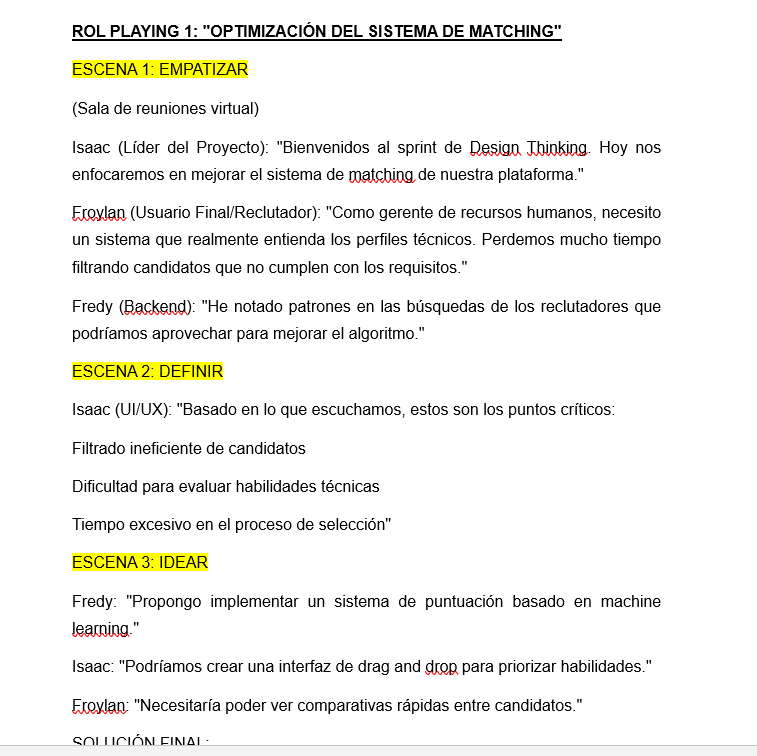 ROL PLAYING 1: "OPTIMIZACIÓN DEL SISTEMA DE MATCHING"
ESCENA 1: EMPATIZAR
(Sala de reuniones virtual)
Isaac (Líder del Proyecto): "Bienvenidos al sprint de Design Thinking. Hoy nos
enfocaremos en mejorar el sistema de matching de nuestra plataforma."
Froylan (Usuario Final/Reclutador): "Como gerente de recursos humanos, necesito
un sistema que realmente entienda los perfiles técnicos. Perdemos mucho tiempo
filtrando candidatos que no cumplen con los requisitos."
Fredy (Backend): "He notado patrones en las búsquedas de los reclutadores que
podríamos aprovechar para mejorar el algoritmo."
ESCENA 2: DEFINIR
Isaac (UI/UX): "Basado en lo que escuchamos, estos son los puntos críticos:
Filtrado ineficiente de candidatos
Dificultad para evaluar habilidades técnicas
Tiempo excesivo en el proceso de selección"
ESCENA 3: IDEAR
Fredy: "Propongo implementar un sistema de puntuación basado en machine
learning."
Isaac: "Podríamos crear una interfaz de drag and drop para priorizar habilidades."
Froylan: "Necesitaría poder ver comparativas rápidas entre candidatos."
SOLUCIÓN FINAL: